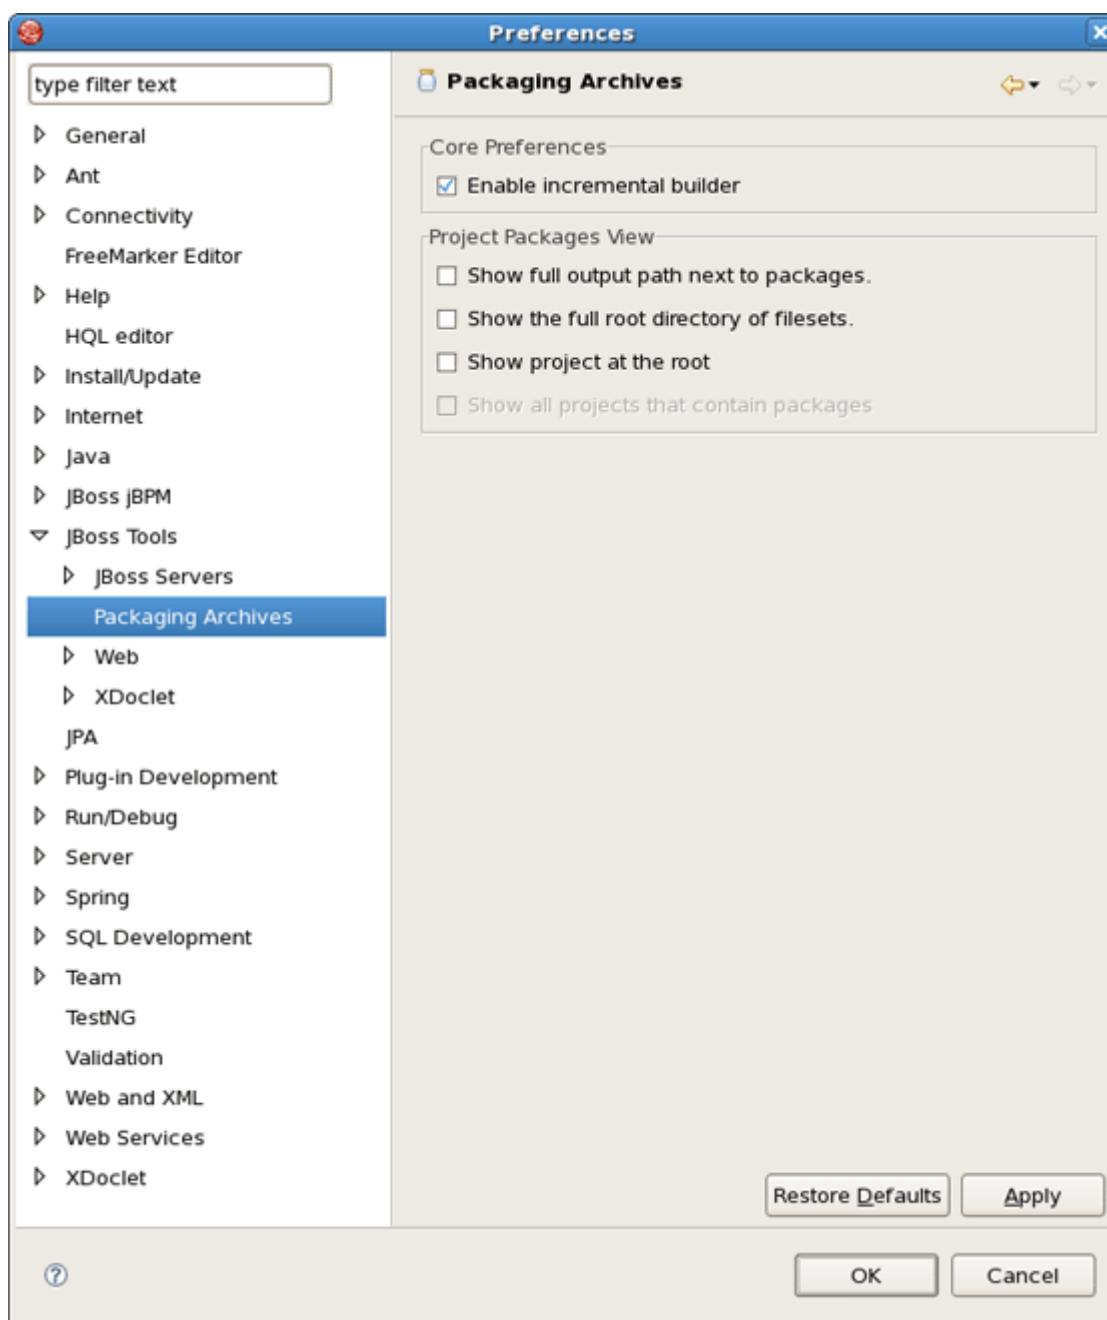 Preferences
type filter text
General
Ant
Connectivity
FreeMarker Editor
Help
HQL editor
Install/Update
Internet
Java
JBoss jBPM
JBoss Tools
JBoss Servers
Packaging Archives
Web
XDoclet
JPA
Plug-in Development
Run/Debug
Server
Spring
SQL Development
Team
TestNG
Validation
Web and XML
Web Services
XDoclet
Packaging Archives
Core Preferences
Enable incremental builder
Project Packages View
Show full output path next to packages.
Show the full root directory of filesets.
Show project at the root
Show all projects that contain packages
Restore Defaults
Apply
?
OK
Cancel